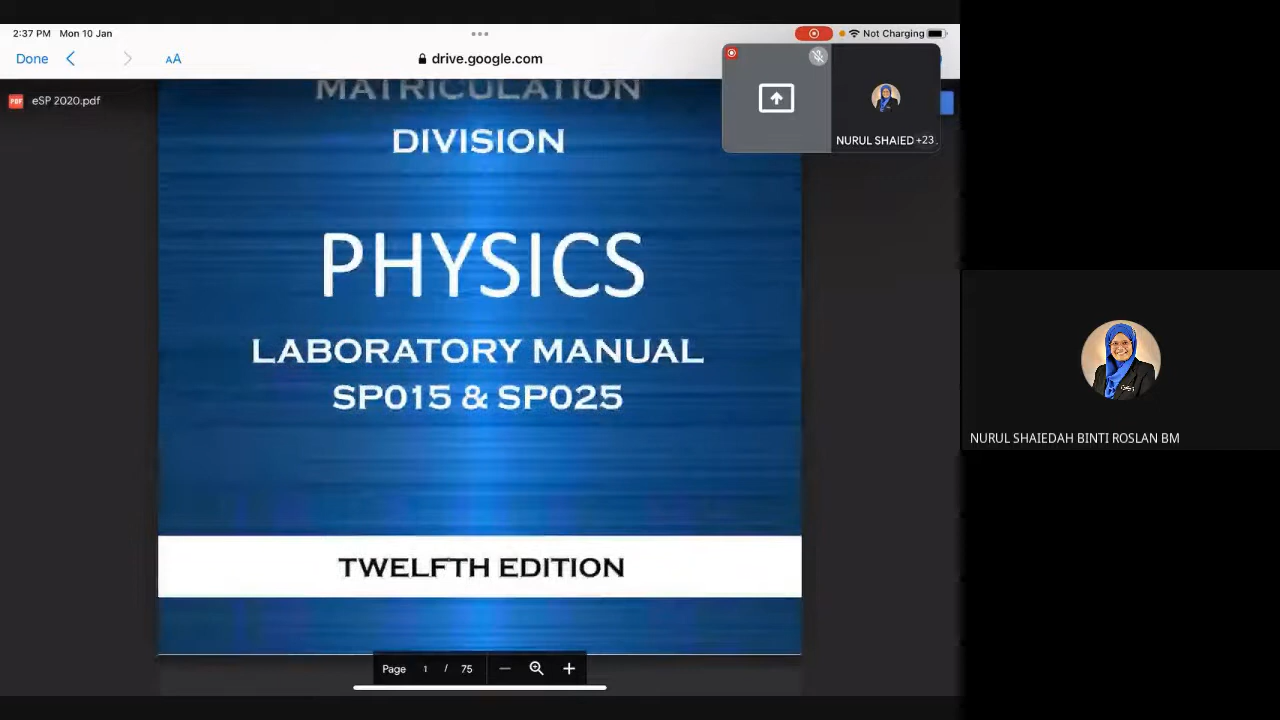 2:37 PM Mon 10 Jan
Not Charging
Done
AA
drive.google.com
PDF
eSP 2020.pdf
NURUL SHAIED +23
MATRICULATION
DIVISION
PHYSICS
LABORATORY MANUAL
SP015 & SP025
TWELFTH EDITION
Page 1 / 75
NURUL SHAIEDAH BINTI ROSLAN BM